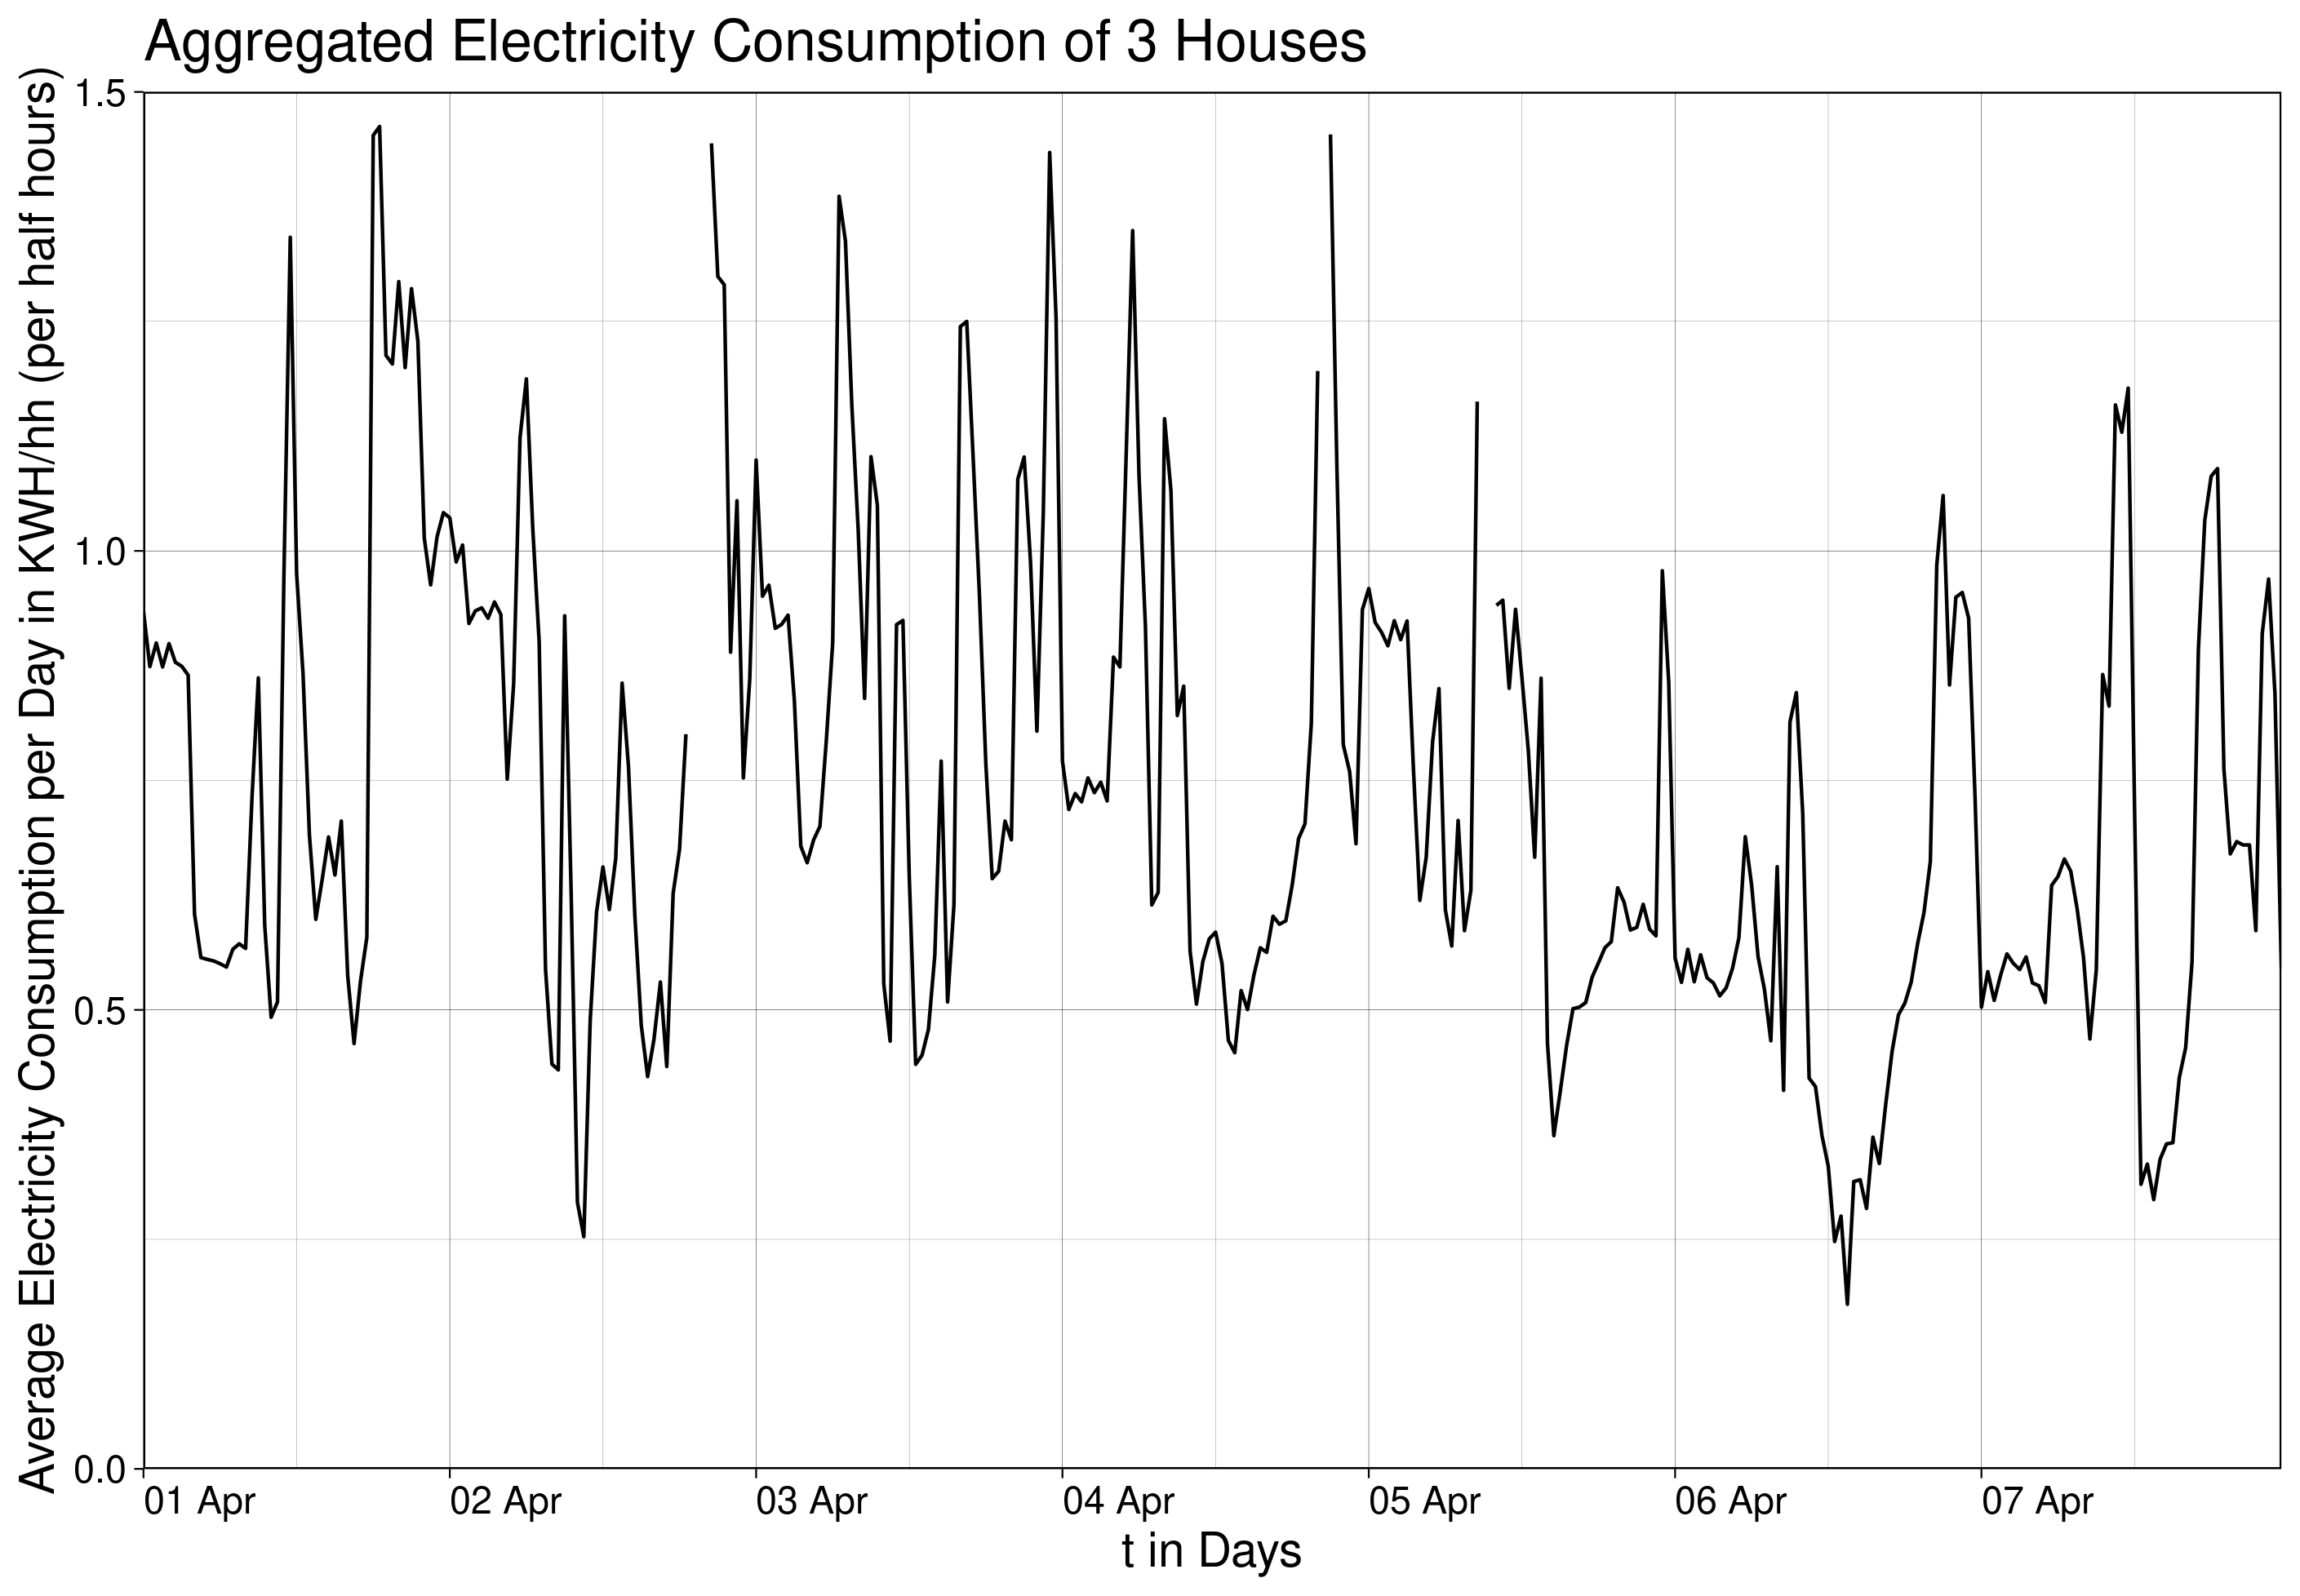 Aggregated Electricity Consumption of 3 Houses
Average Electricity Consumption per Day in KWH/hh (per half hours)
1.5
1.0
0.5
0.0
01 Apr
02 Apr
03 Apr
04 Apr
05 Apr
06 Apr
07 Apr
t in Days